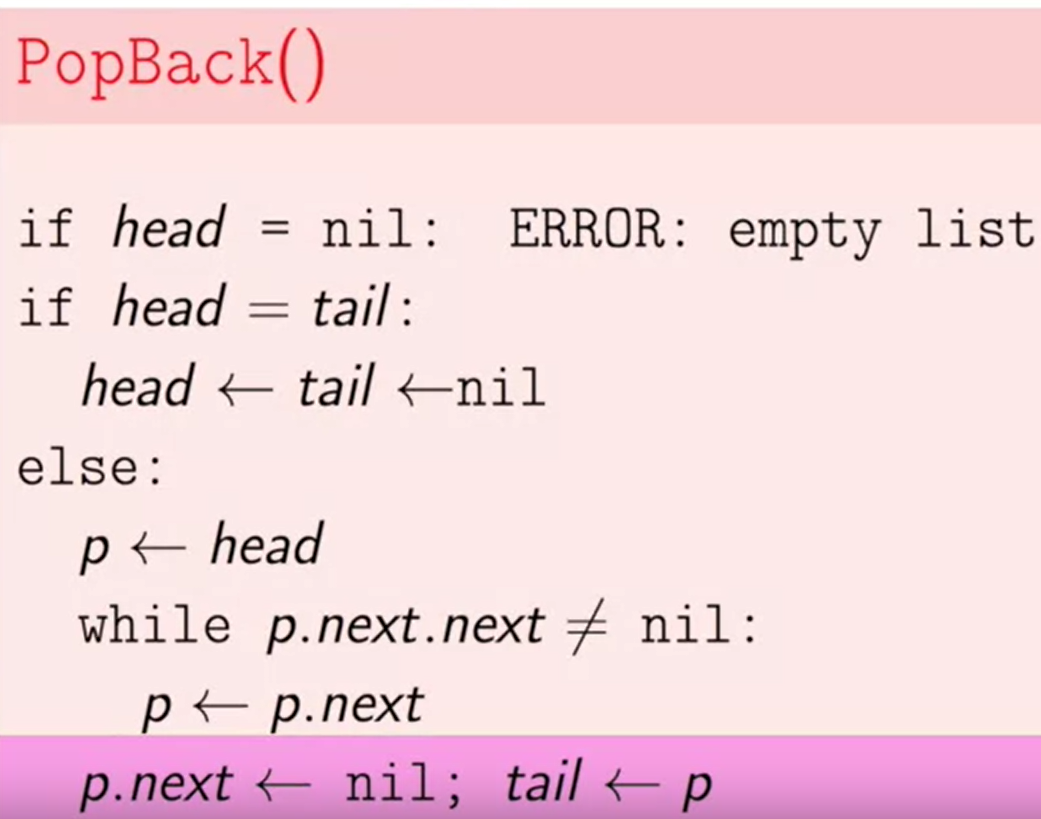 PopBack()
if head = nil: ERROR: empty list
if head = tail:
head ← tail ←nil
else:
p ← head
while p.next.next ≠ nil:
p ← p.next
p.next ← nil; tail ← p